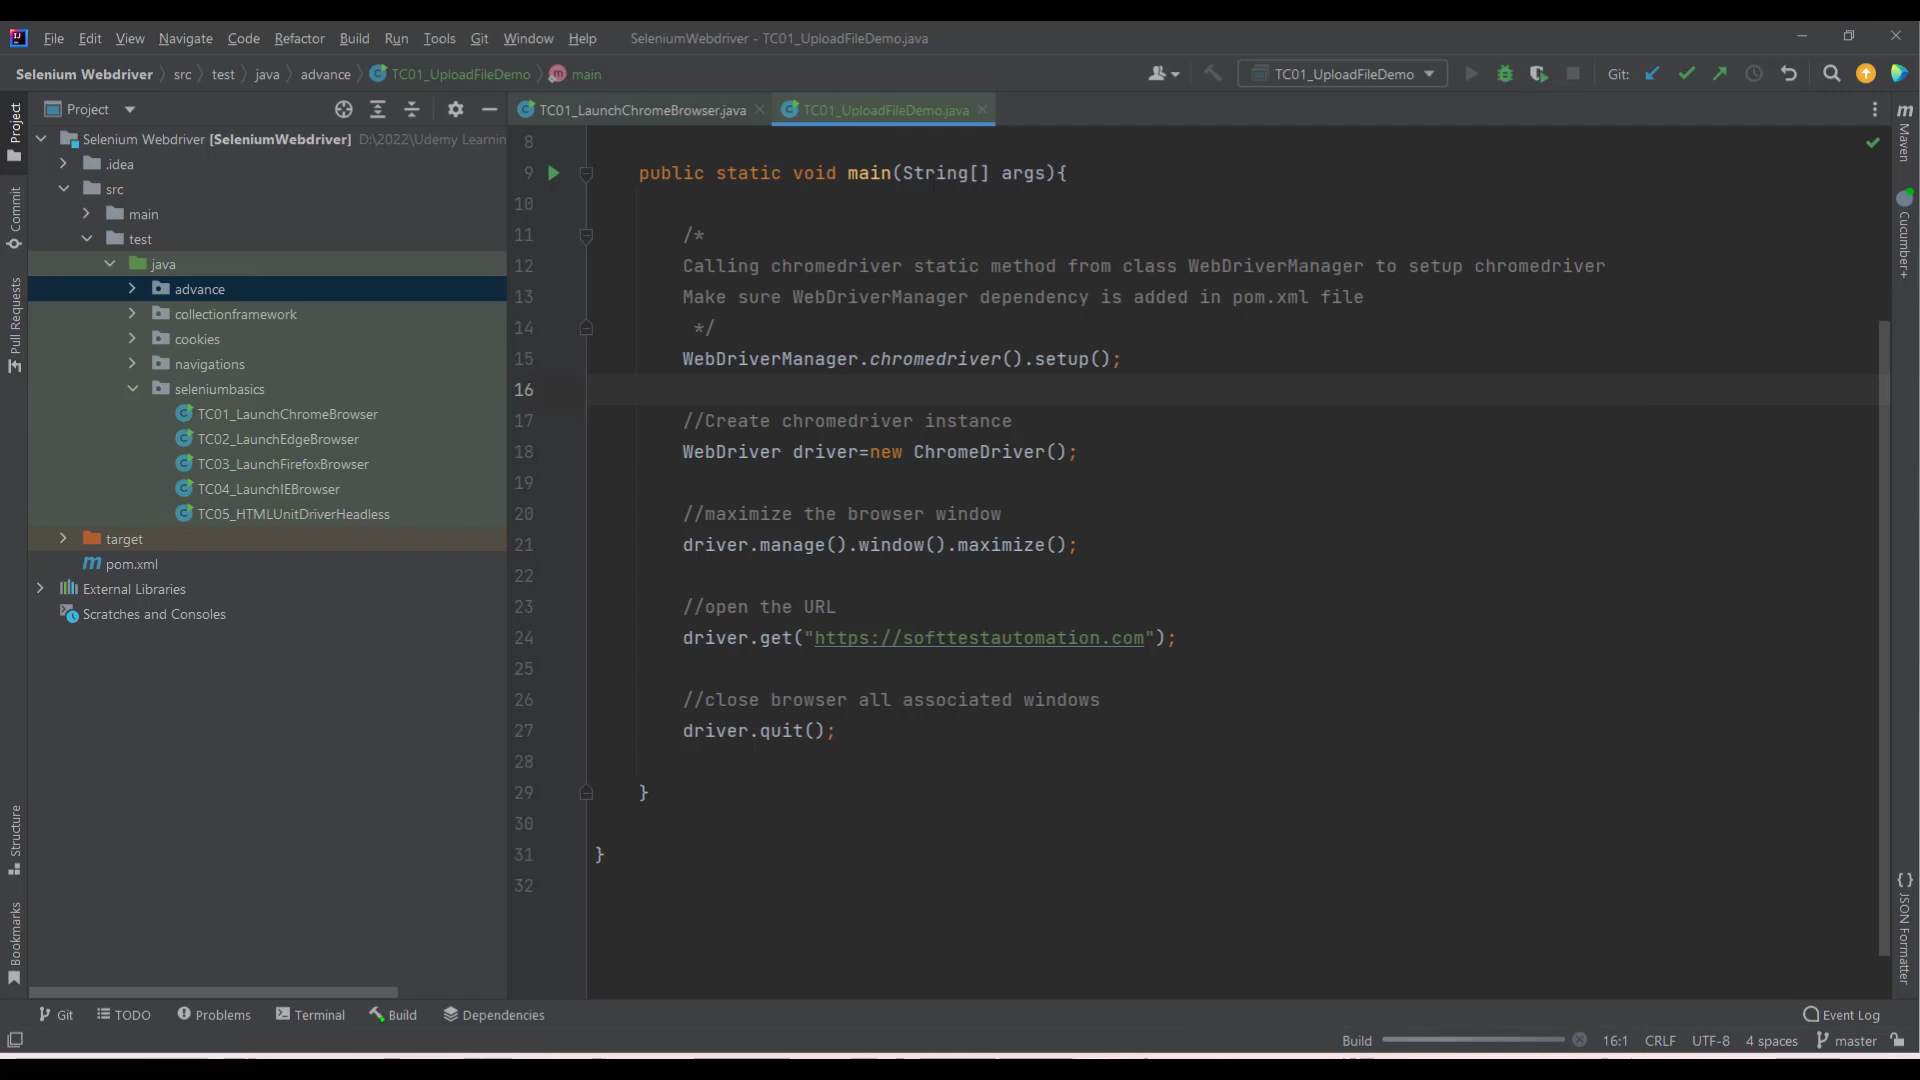 File Edit View Navigate Code Refactor Build Run Tools Git Window Help SeleniumWebdriver - TC01_UploadFileDemo.java
Selenium Webdriver src test java advance TC01_UploadFileDemo main TC01_UploadFileDemo Git:
Project
TC01_LaunchChromeBrowser.java TC01_UploadFileDemo.java
Selenium Webdriver [SeleniumWebdriver] D:\2022\Udemy Learnin
.idea
src
main
test
java
advance
collectionframework
cookies
navigations
seleniumbasics
TC01_LaunchChromeBrowser
TC02_LaunchEdgeBrowser
TC03_LaunchFirefoxBrowser
TC04_LaunchIEBrowser
TC05_HTMLUnitDriverHeadless
target
pom.xml
External Libraries
Scratches and Consoles
8
9 public static void main(String[] args){
10
11 /*
12 Calling chromedriver static method from class WebDriverManager to setup chromedriver
13 Make sure WebDriverManager dependency is added in pom.xml file
14 */
15 WebDriverManager.chromedriver().setup();
16
17 //Create chromedriver instance
18 WebDriver driver=new ChromeDriver();
19
20 //maximize the browser window
21 driver.manage().window().maximize();
22
23 //open the URL
24 driver.get("https://softtestautomation.com");
25
26 //close browser all associated windows
27 driver.quit();
28
29 }
30
31 }
32
Project
Commit
Pull Requests
Structure
Bookmarks
Maven
Cucumber+
JSON Formatter
Git TODO Problems Terminal Build Dependencies Event Log
Build 16:1 CRLF UTF-8 4 spaces master